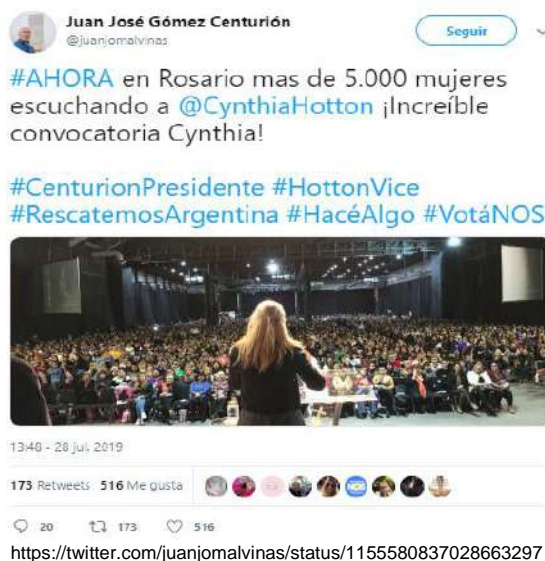 Juan José Gómez Centurión
@juanjomalvinas
Seguir
#AHORA en Rosario mas de 5.000 mujeres
escuchando a @CynthiaHotton ¡Increíble
convocatoria Cynthia!
#CenturionPresidente #HottonVice
#RescatemosArgentina #HacéAlgo #VotáNOS
13:48 - 28 jul. 2019
173 Retweets 516 Me gusta
NOS
20 173 516
https://twitter.com/juanjomalvinas/status/1155580837028663297